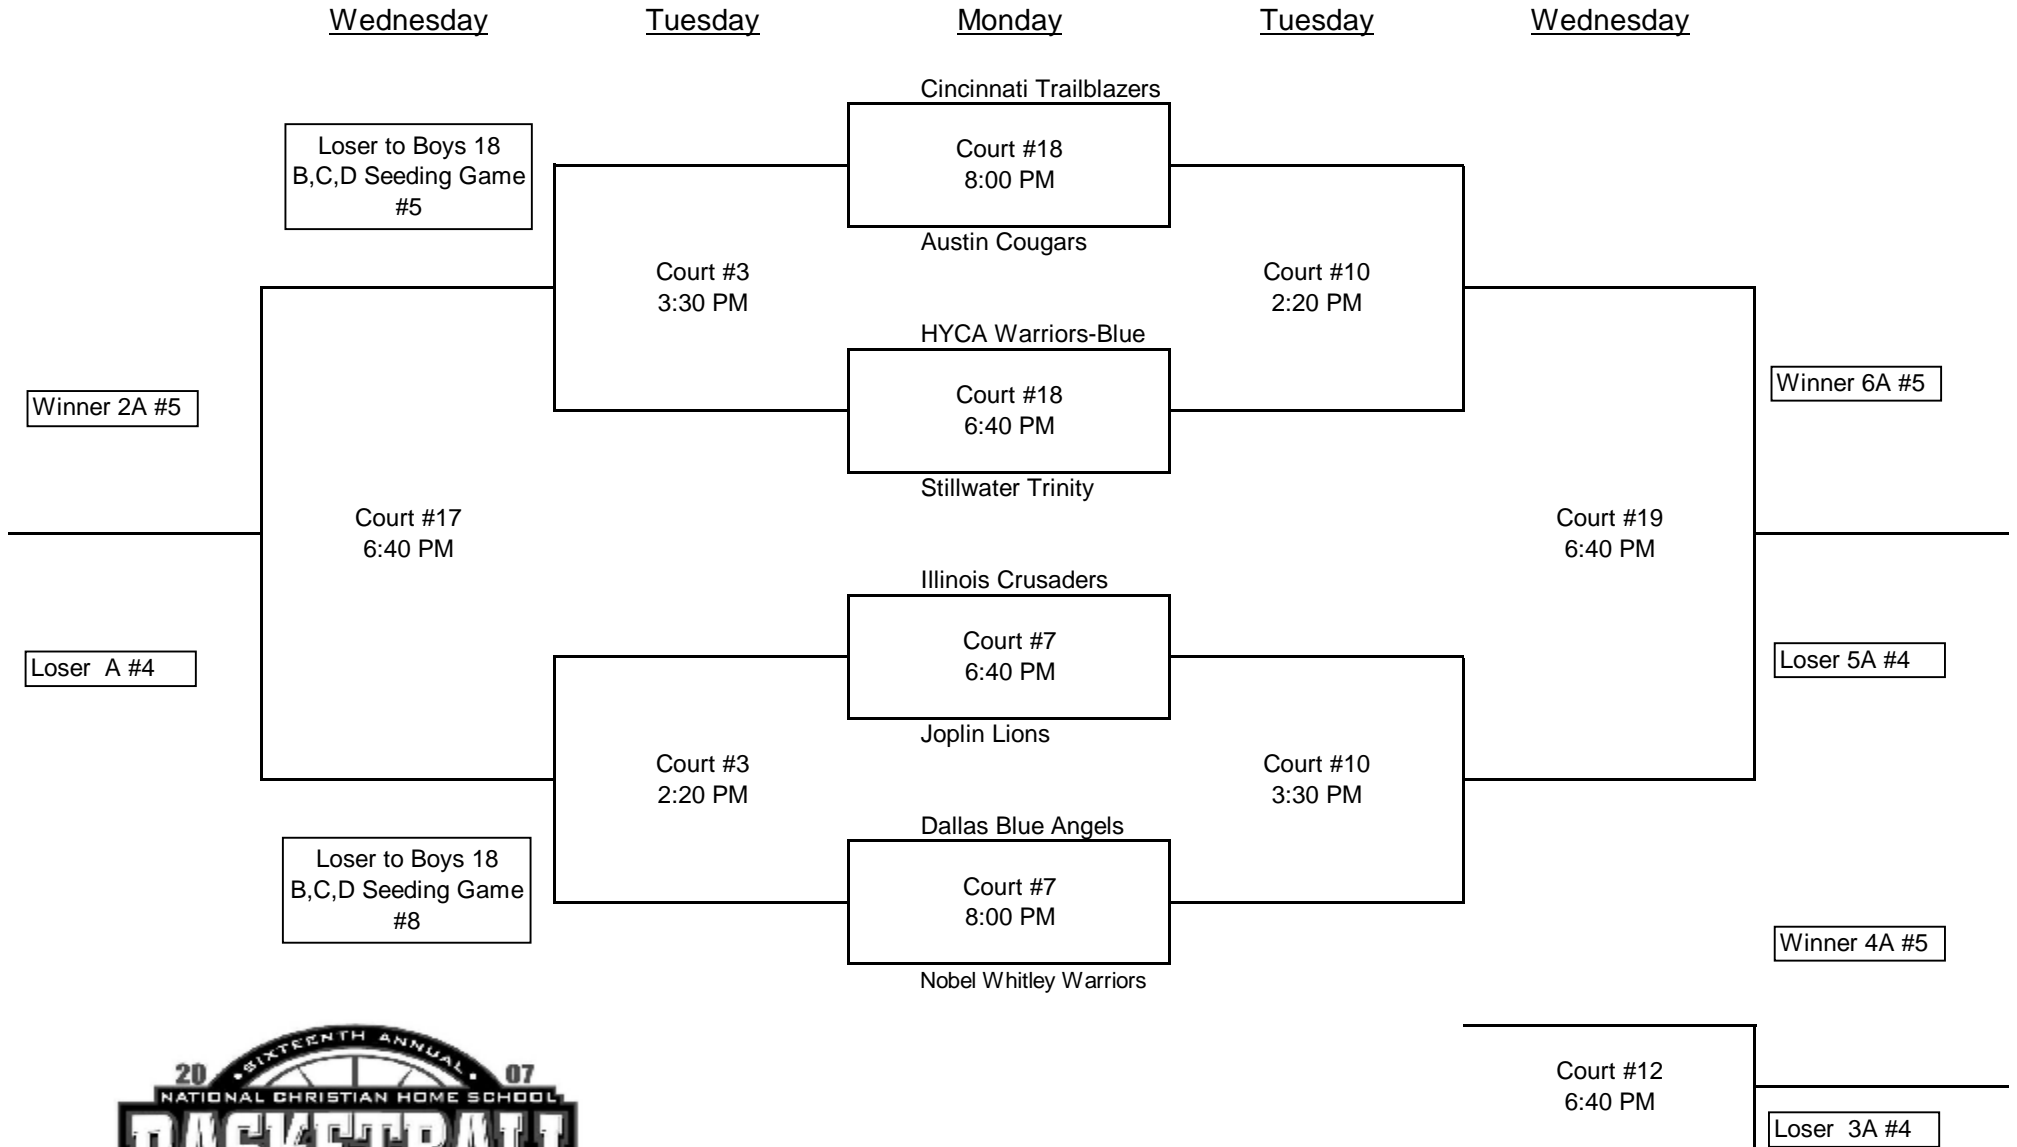 Wednesday Tuesday Monday Tuesday Wednesday
Cincinnati Trailblazers
Loser to Boys 18
B,C,D Seeding Game
#5
Court #18
8:00 PM
Austin Cougars
Court #3
3:30 PM
Court #10
2:20 PM
HYCA Warriors-Blue
Winner 2A #5
Court #18
6:40 PM
Winner 6A #5
Stillwater Trinity
Court #17
6:40 PM
Court #19
6:40 PM
Illinois Crusaders
Loser A #4
Court #7
6:40 PM
Loser 5A #4
Joplin Lions
Court #3
2:20 PM
Court #10
3:30 PM
Dallas Blue Angels
Loser to Boys 18
B,C,D Seeding Game
#8
Court #7
8:00 PM
Winner 4A #5
Nobel Whitley Warriors
SIXTEENTH ANNUAL
20 07
NATIONAL CHRISTIAN HOME SCHOOL
BASKETBALL
Court #12
6:40 PM
Loser 3A #4